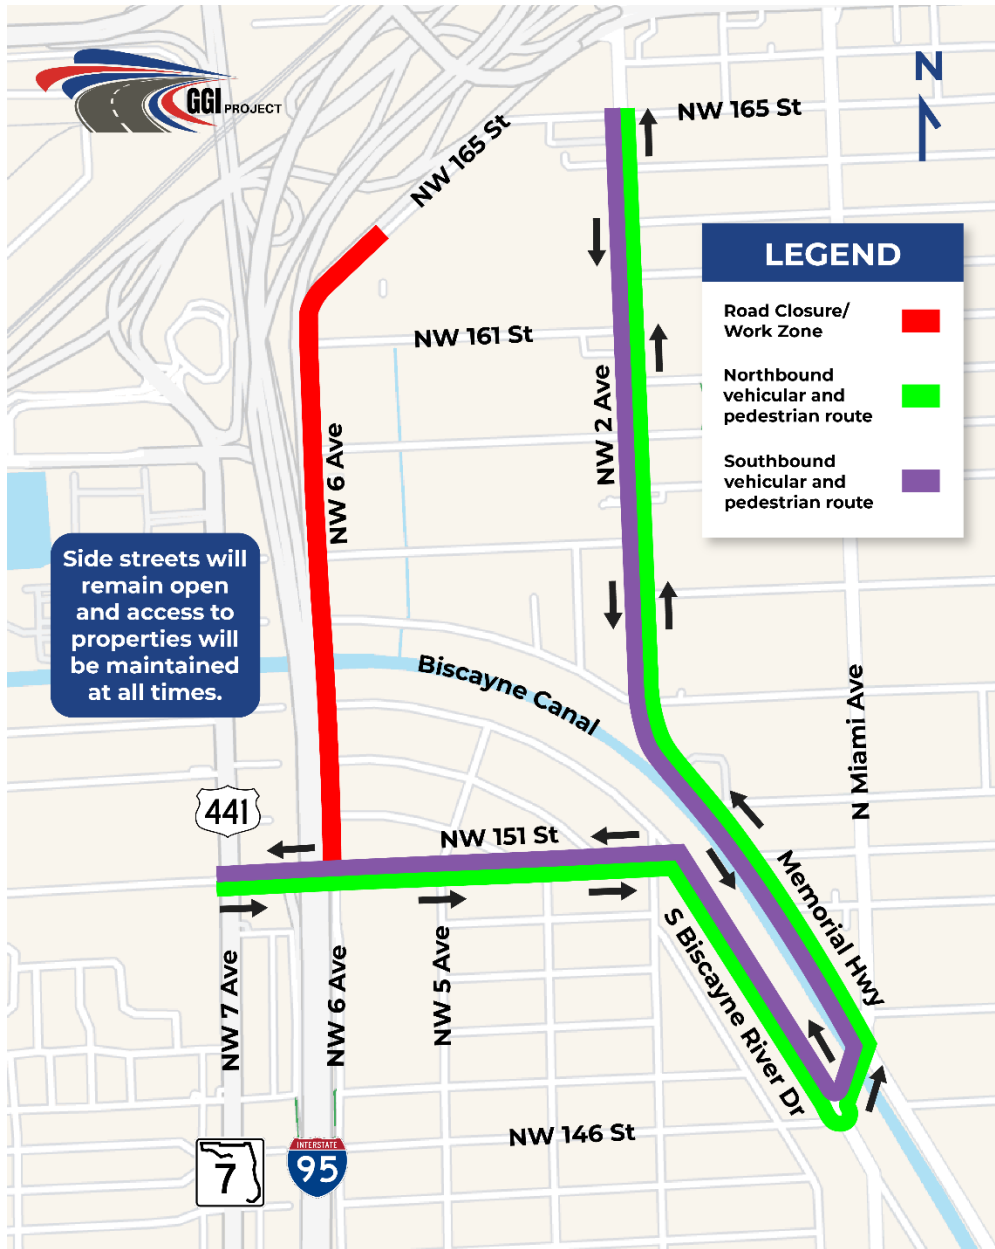 GGI PROJECT
N
NW 165 St
NW 165 St
LEGEND
Road Closure/
Work Zone
Northbound
vehicular and
pedestrian route
Southbound
vehicular and
pedestrian route
NW 161 St
NW 2 Ave
NW 6 Ave
Side streets will
remain open
and access to
properties will
be maintained
at all times.
Biscayne Canal
N Miami Ave
441
NW 151 St
Memorial Hwy
S Biscayne River Dr
NW 7 Ave
NW 6 Ave
NW 5 Ave
NW 146 St
7
INTERSTATE
95